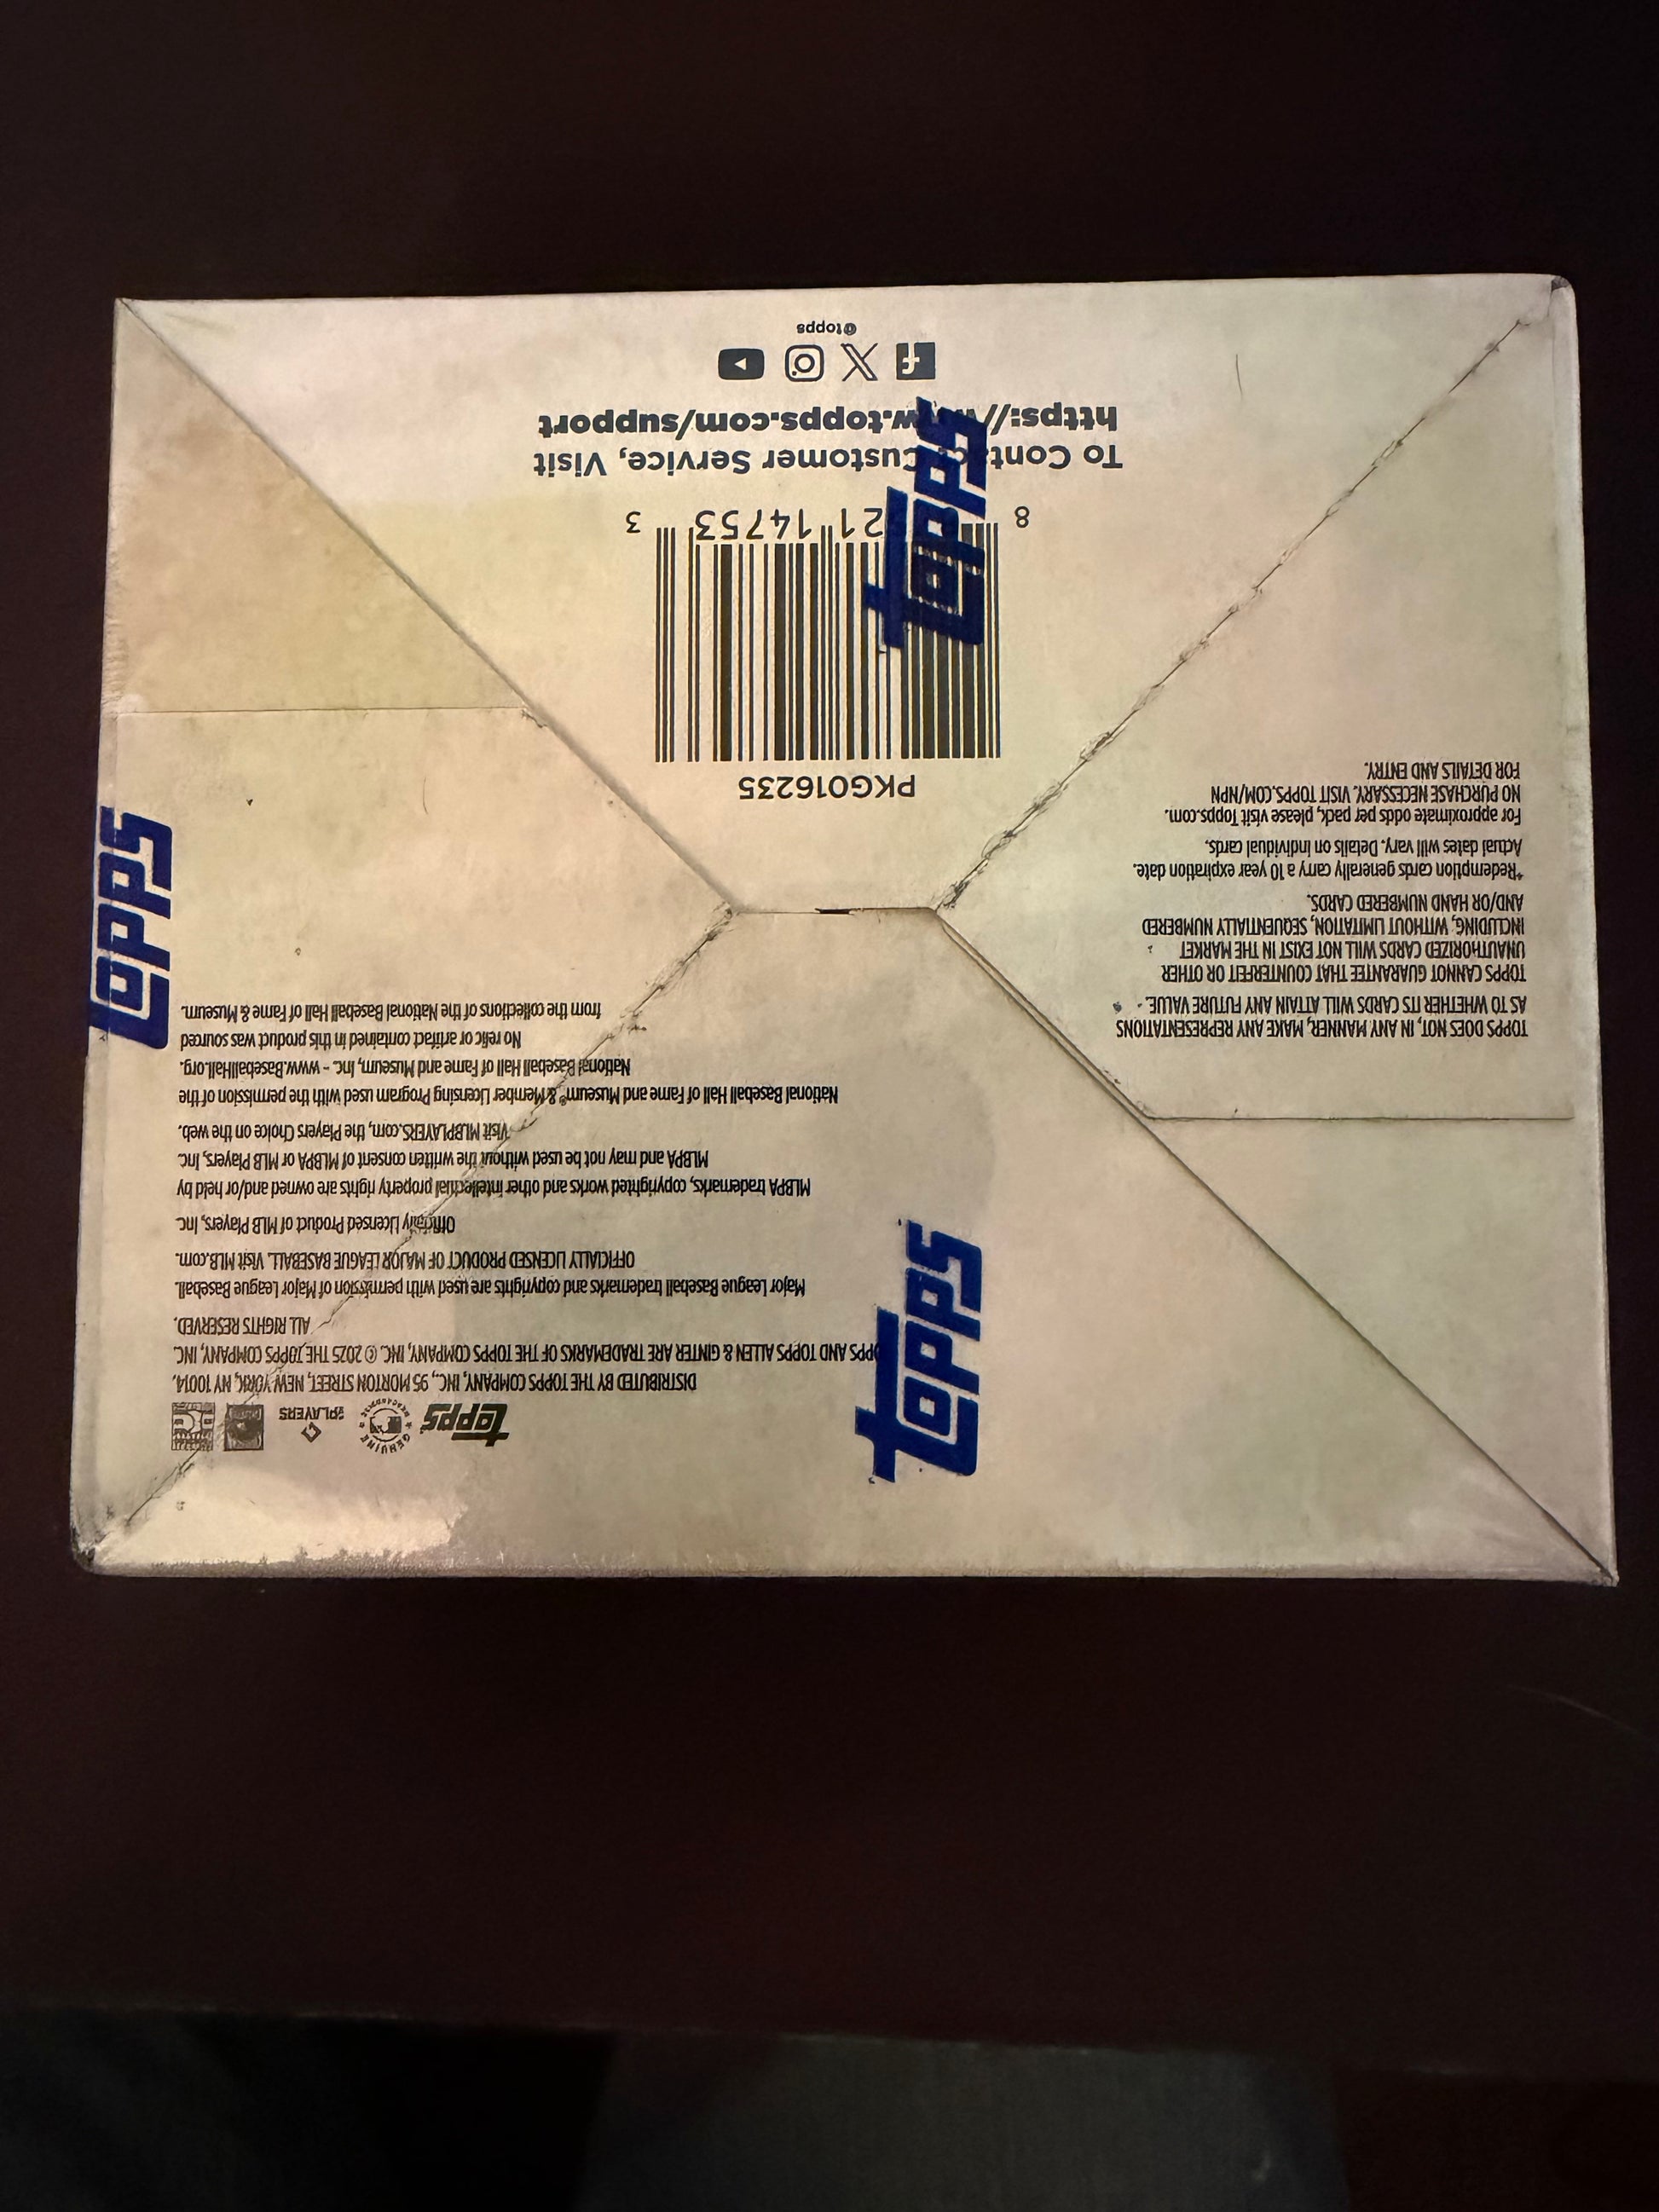 DISTRIBUTED BY THE TOPPS COMPANY, INC., 95 MORTON STREET, NEW YORK, NY 10014.
TOPPS AND TOPPS ALLEN & GINTER ARE TRADEMARKS OF THE TOPPS COMPANY, INC. © 2025 THE TOPPS COMPANY, INC.
ALL RIGHTS RESERVED.
Major League Baseball trademarks and copyrights are used with permission of Major League Baseball.
OFFICIALLY LICENSED PRODUCT OF MAJOR LEAGUE BASEBALL. Visit MLB.com.
Officially Licensed Product of MLB Players, Inc.
MLBPA trademarks, copyrighted works and other intellectual property rights are owned and/or held by
MLBPA and may not be used without the written consent of MLBPA or MLB Players, Inc.
Visit MLBPLAYERS.com, the Players Choice on the web.
National Baseball Hall of Fame and Museum® & Member Licensing Program used with the permission of the
National Baseball Hall of Fame and Museum, Inc. - www.BaseballHall.org.
No relic or artifact contained in this product was sourced
from the collections of the National Baseball Hall of Fame & Museum.
topps
GENUINE
MERCHANDISE
PLAYERS
TOPPS DOES NOT, IN ANY MANNER, MAKE ANY REPRESENTATIONS
AS TO WHETHER ITS CARDS WILL ATTAIN ANY FUTURE VALUE.
TOPPS CANNOT GUARANTEE THAT COUNTERFEIT OR OTHER
UNAUTHORIZED CARDS WILL NOT EXIST IN THE MARKET
INCLUDING, WITHOUT LIMITATION, SEQUENTIALLY NUMBERED
AND/OR HAND NUMBERED CARDS.
*Redemption cards generally carry a 10 year expiration date.
Actual dates will vary. Details on individual cards.
For approximate odds per pack, please visit Topps.com.
NO PURCHASE NECESSARY. VISIT TOPPS.COM/NPN
FOR DETAILS AND ENTRY.
PKG016235
8 21 14753 3
To Contact Customer Service, Visit
https://www.topps.com/support
@topps
topps
topps
topps